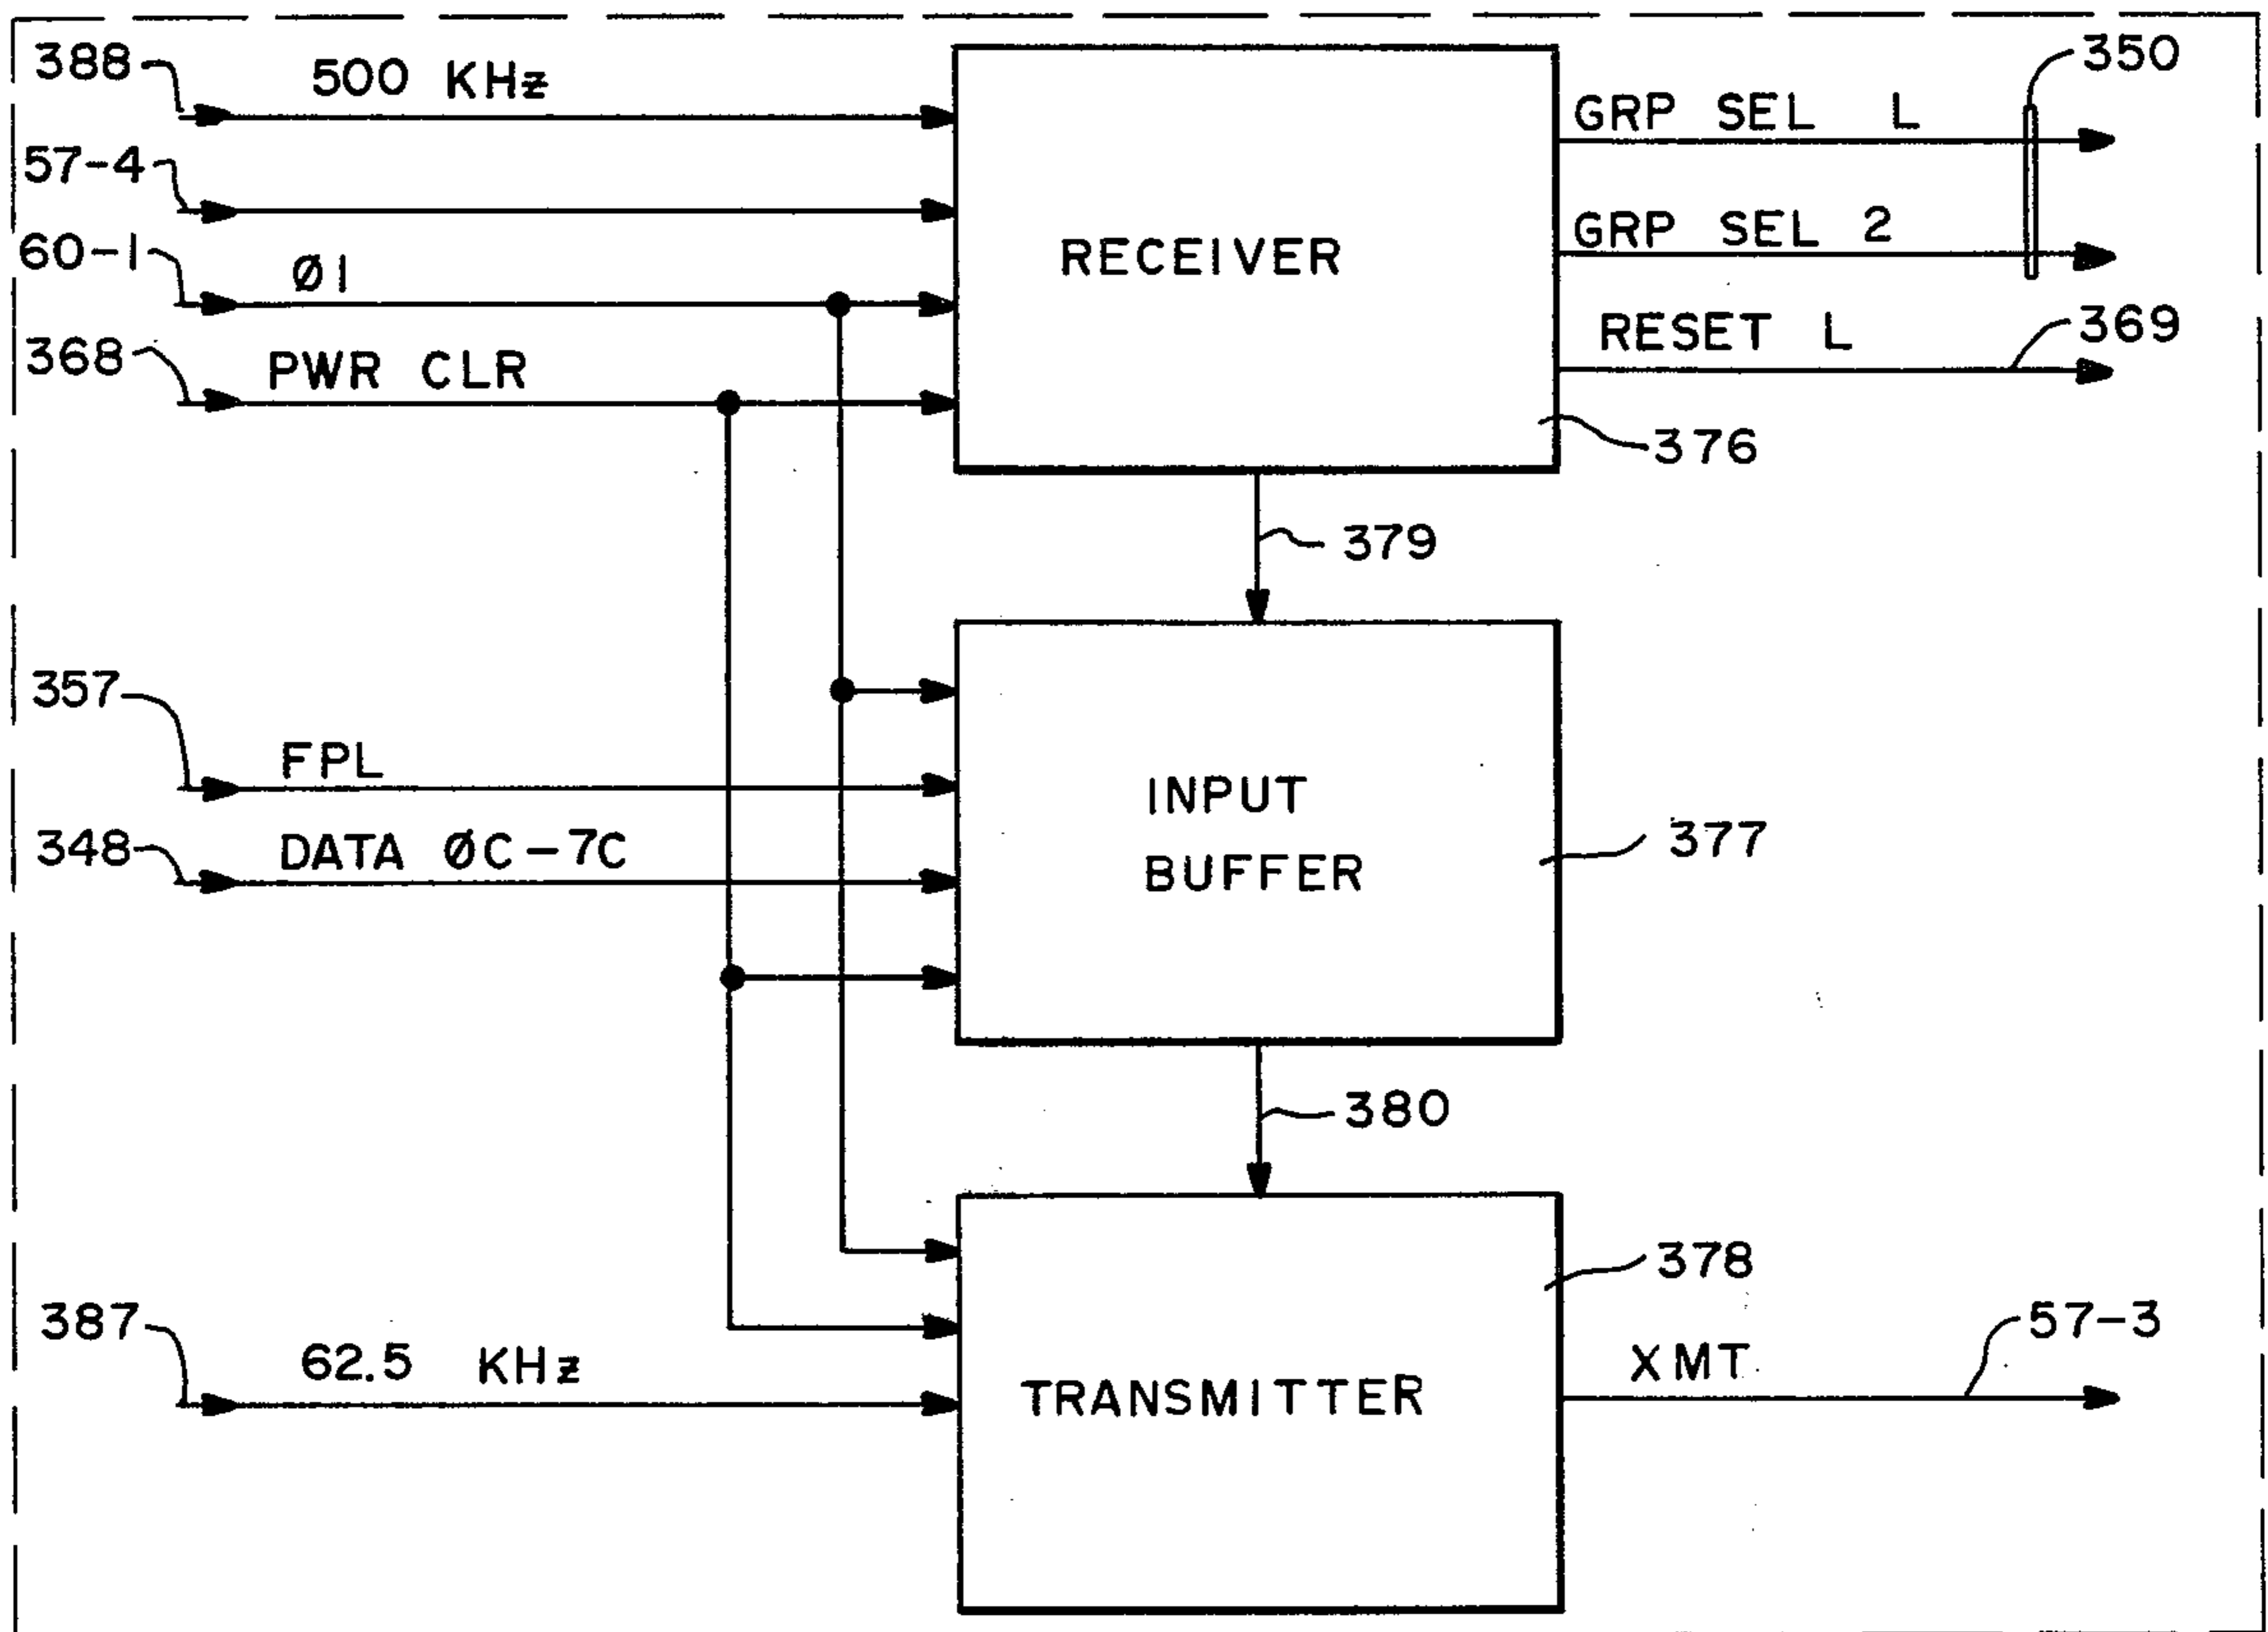 388
500 KHz
57-4
60-1
Ø1
368
PWR CLR
RECEIVER
GRP SEL L
350
GRP SEL 2
RESET L
369
376
379
357
FPL
348
DATA ØC-7C
INPUT
BUFFER
377
380
387
62.5 KHz
TRANSMITTER
378
XMT
57-3